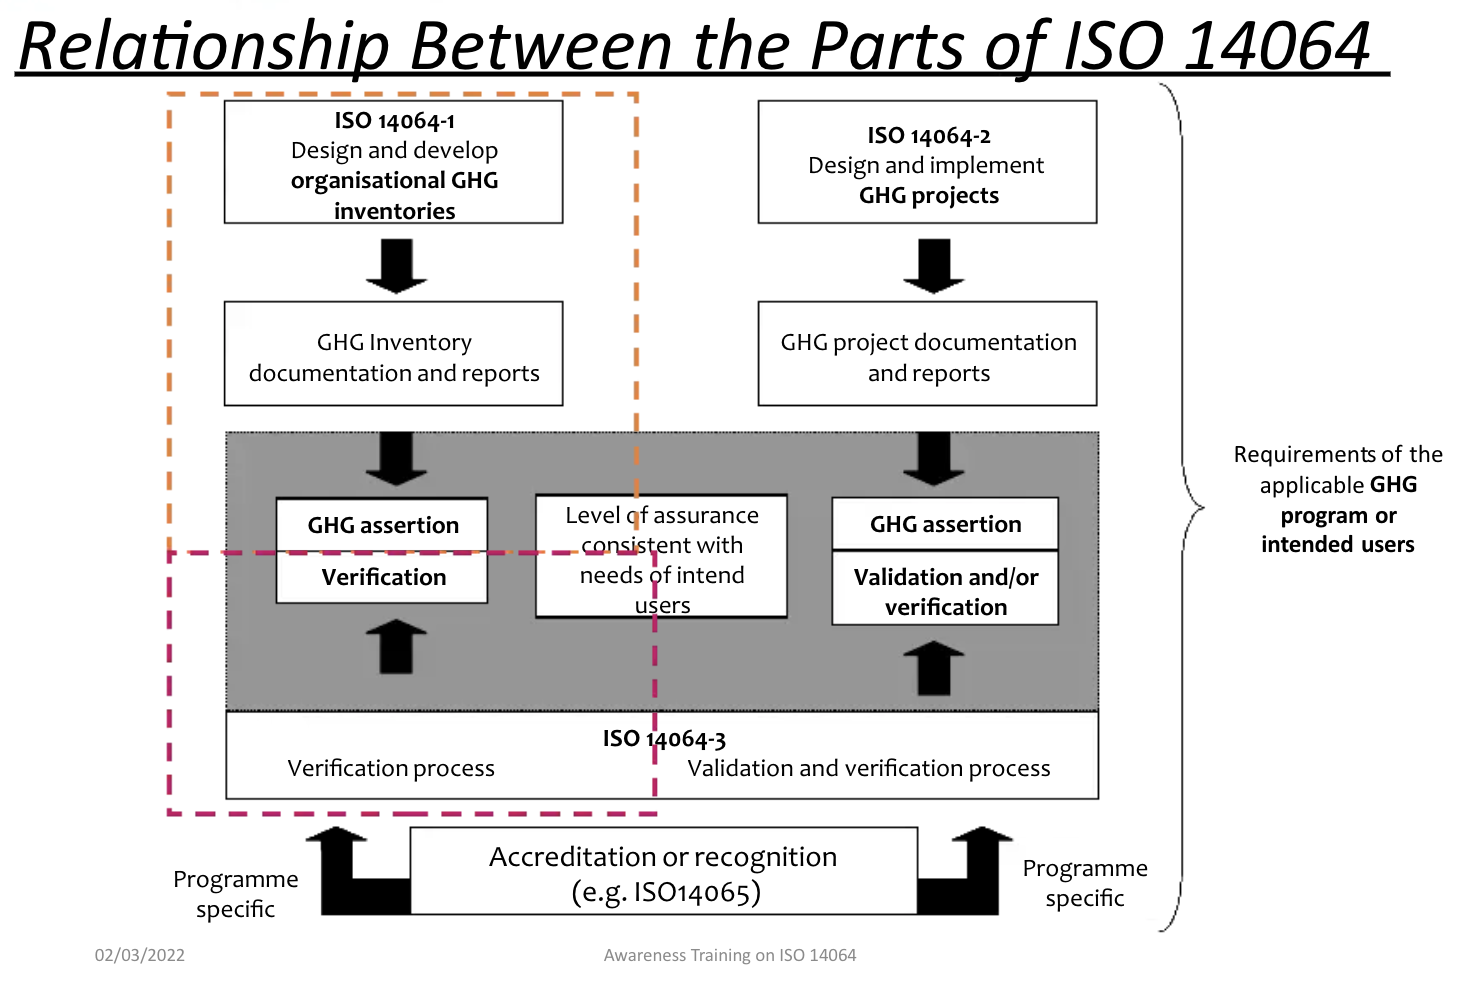 Relationship Between the Parts of ISO 14064
ISO 14064-1
Design and develop
organisational GHG
inventories
ISO 14064-2
Design and implement
GHG projects
GHG Inventory
documentation and reports
GHG project documentation
and reports
GHG assertion
Verification
Level of assurance
consistent with
needs of intend
users
GHG assertion
Validation and/or
verification
Requirements of the
applicable GHG
program or
intended users
ISO 14064-3
Verification process
Validation and verification process
Programme
specific
Accreditation or recognition
(e.g. ISO14065)
Programme
specific
02/03/2022
Awareness Training on ISO 14064